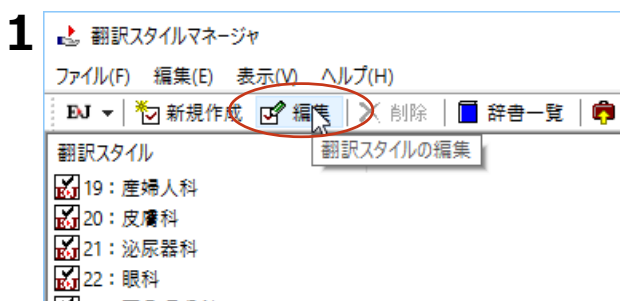 1
翻訳スタイルマネージャ
ファイル(F) 編集(E) 表示(V) ヘルプ(H)
EJ 新規作成 編集 削除 辞書一覧
翻訳スタイルの編集
翻訳スタイル
19：産婦人科
20：皮膚科
21：泌尿器科
22：眼科